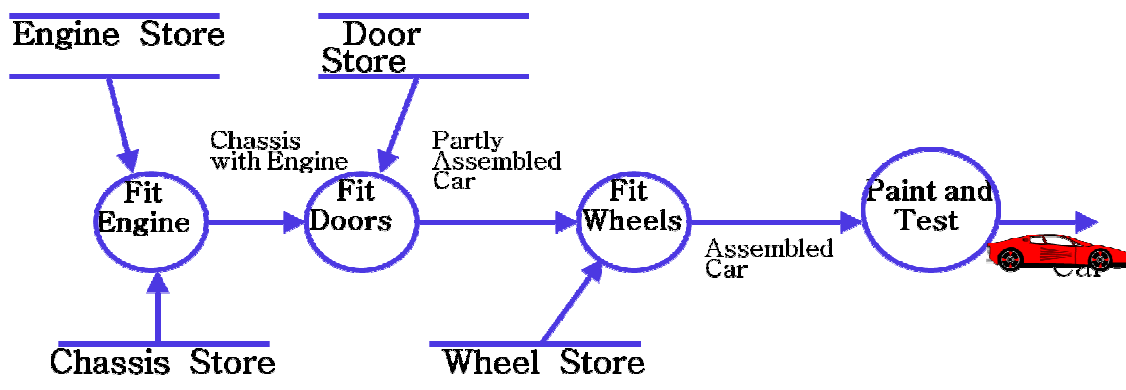 Engine Store
Door
Store
Chassis
with Engine
Partly
Assembled
Car
Fit
Engine
Fit
Doors
Fit
Wheels
Paint and
Test
Assembled
Car
Car
Chassis Store
Wheel Store